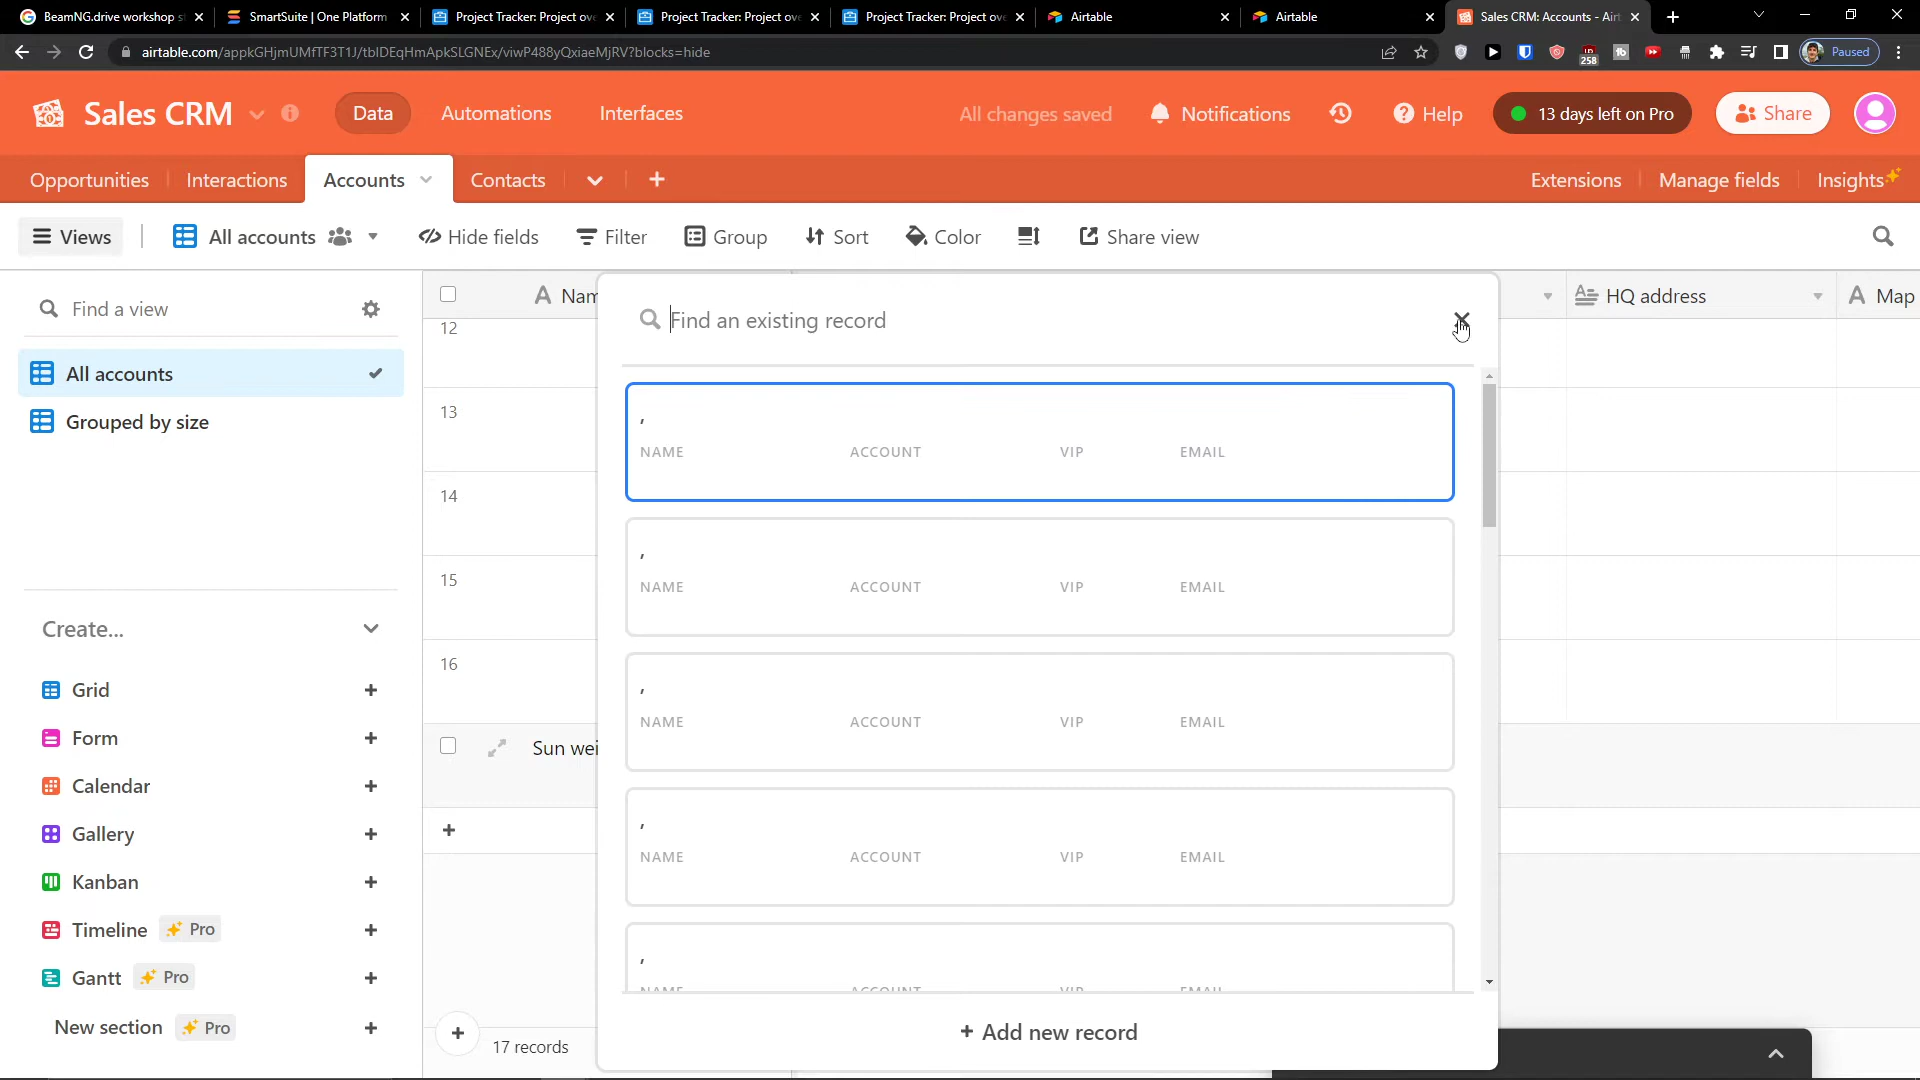 BeamNG.drive workshop s
SmartSuite | One Platform
Project Tracker: Project ov
Project Tracker: Project ov
Project Tracker: Project ov
Airtable
Airtable
Sales CRM: Accounts - Air
airtable.com/appkGHjmUMfTF3T1J/tblDEqHmApkSLGNEx/viwP488yQxiaeMjRV?blocks=hide
258
Paused
Sales CRM
Data
Automations
Interfaces
All changes saved
Notifications
Help
13 days left on Pro
Share
Opportunities
Interactions
Accounts
Contacts
Extensions
Manage fields
Insights
Views
All accounts
Hide fields
Filter
Group
Sort
Color
Share view
Find a view
All accounts
Grouped by size
Create...
Grid
Form
Calendar
Gallery
Kanban
Timeline Pro
Gantt Pro
New section Pro
A Nam
HQ address
A Map
12
13
14
15
16
Sun wei
17 records
Find an existing record
,
NAME ACCOUNT VIP EMAIL
,
NAME ACCOUNT VIP EMAIL
,
NAME ACCOUNT VIP EMAIL
,
NAME ACCOUNT VIP EMAIL
,
NAME ACCOUNT VIP EMAIL
+ Add new record